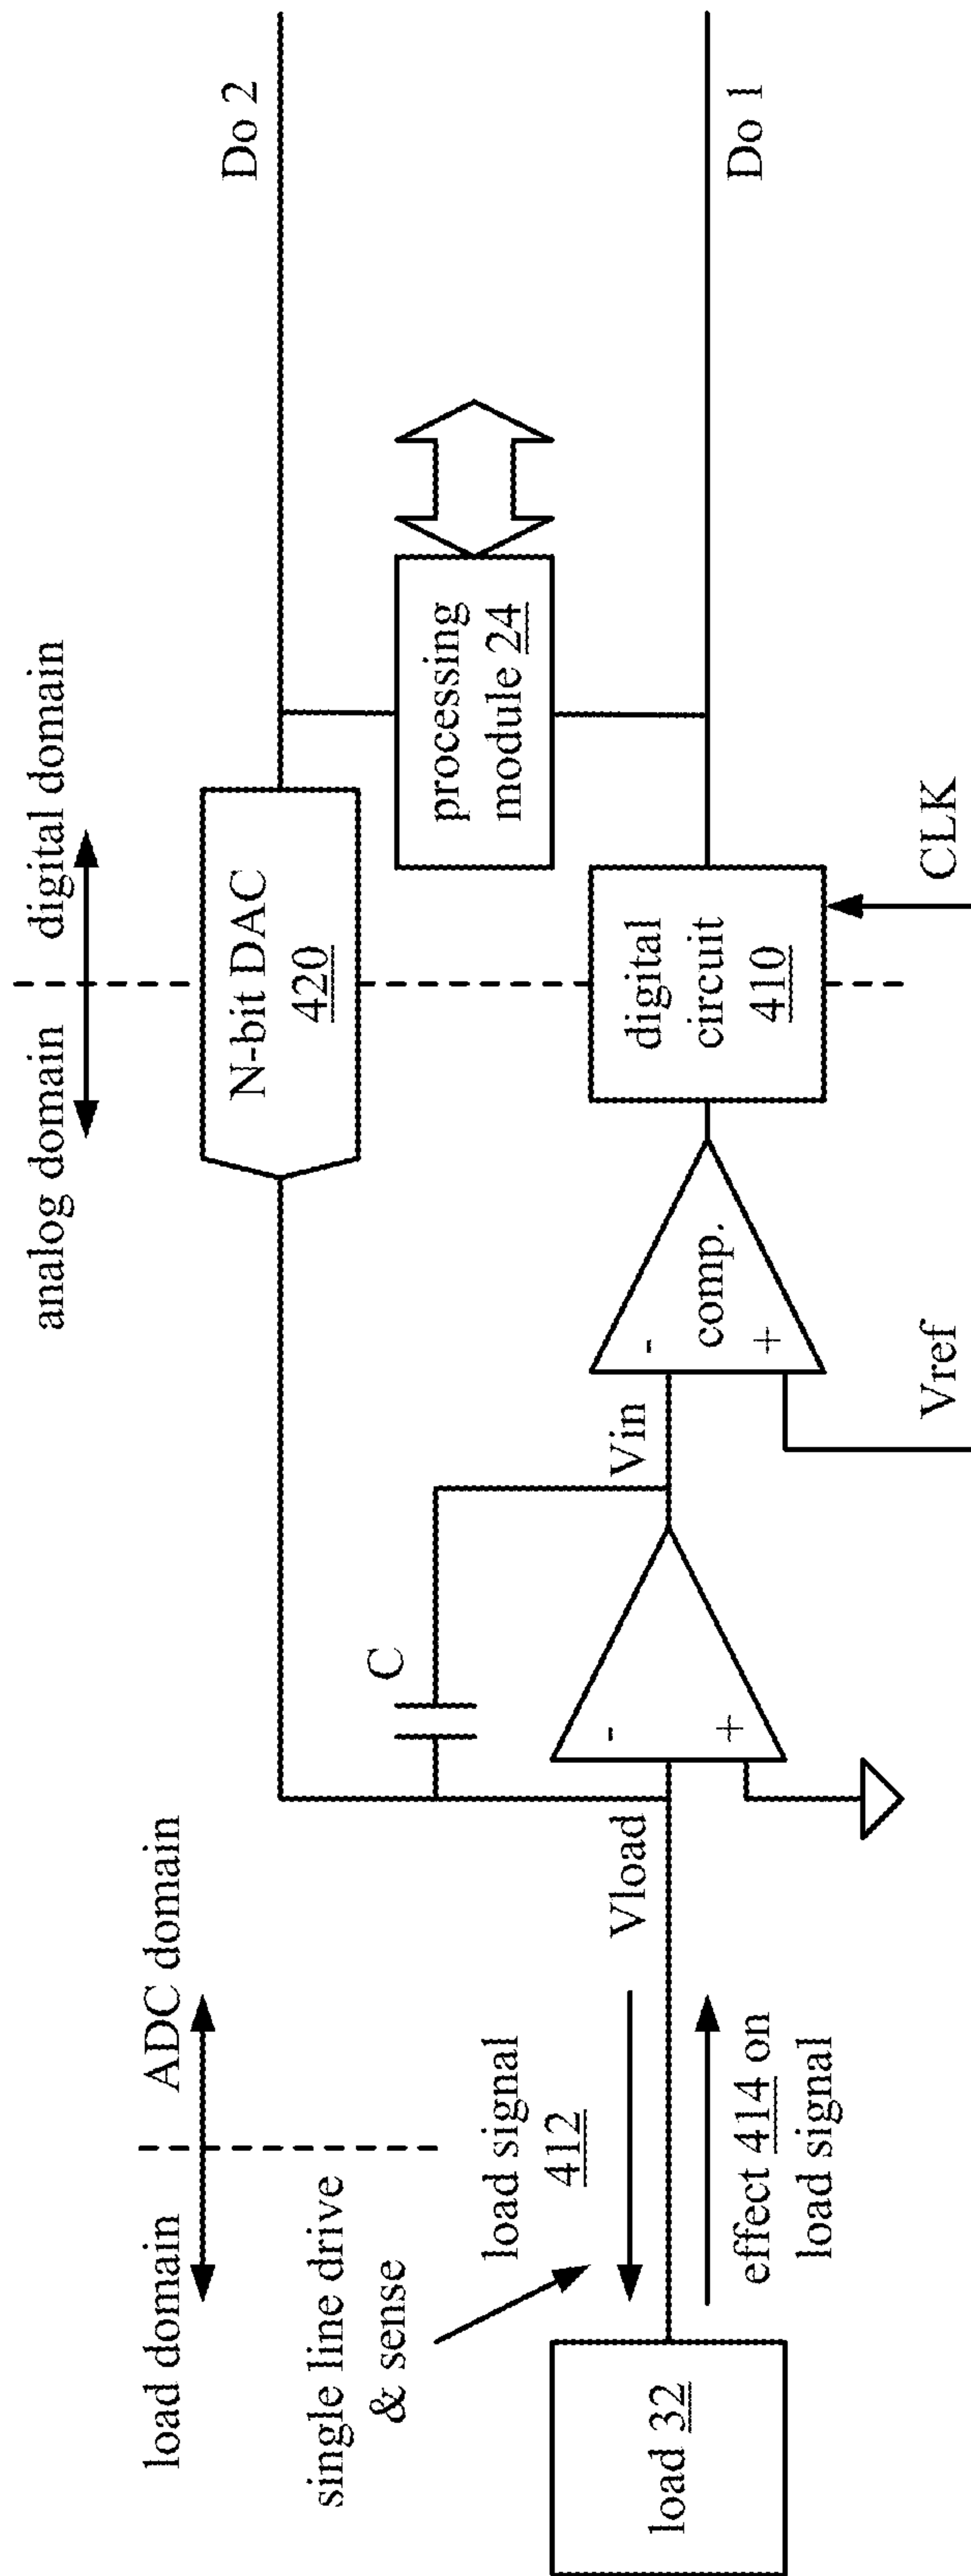 analog domain
digital domain
load domain
ADC domain
N-bit DAC
420
Do 2
single line drive
& sense
C
processing
module 24
load signal
412
Vload
Vin
-
+
-
comp.
+
digital
circuit
410
load 32
effect 414 on
load signal
Do 1
Vref
CLK